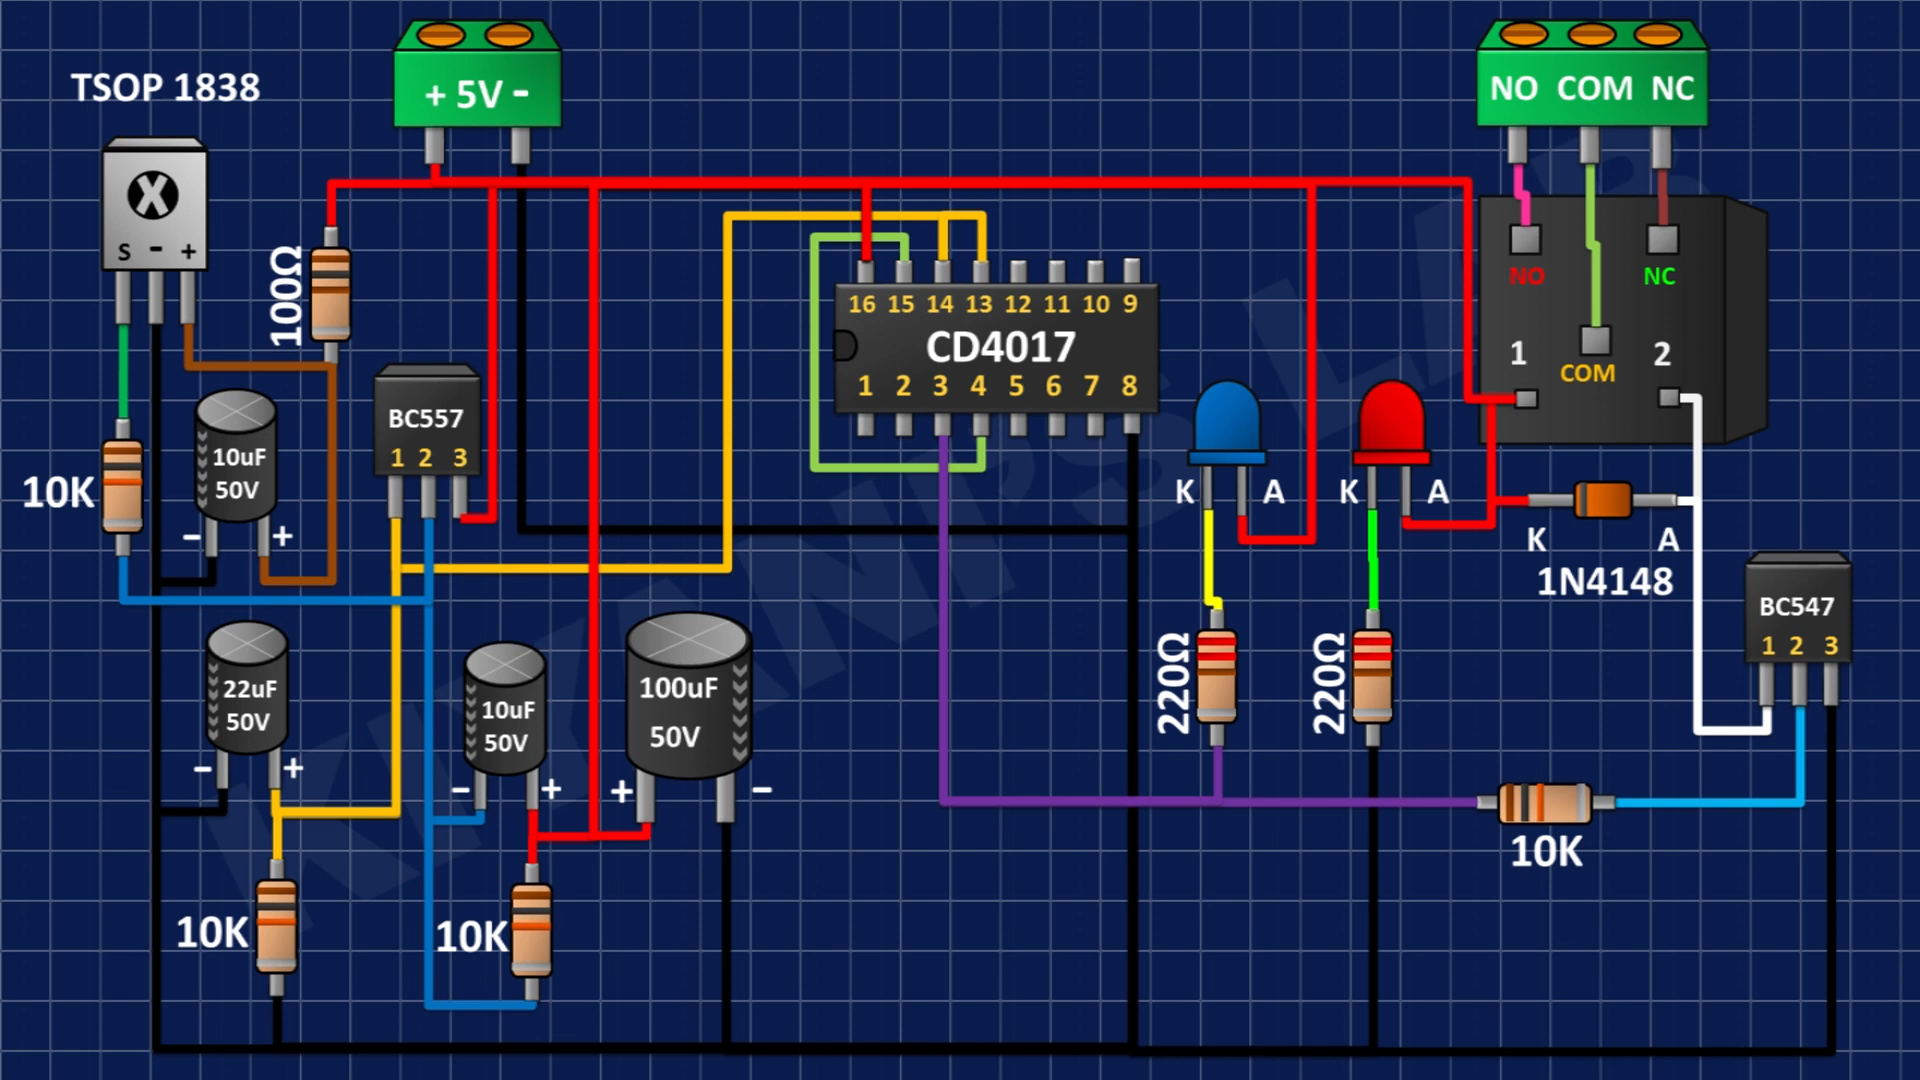 TSOP 1838
+ 5V -
NO COM NC
S - +
100Ω
NO
NC
16 15 14 13 12 11 10 9
CD4017
1 2 3 4 5 6 7 8
1
2
COM
BC557
1 2 3
10uF
50V
- +
10K
K A
K A
K A
1N4148
BC547
1 2 3
22uF
50V
- +
10uF
50V
- +
100uF
50V
+ -
220Ω
220Ω
10K
10K
10K
KIYANPS LAB